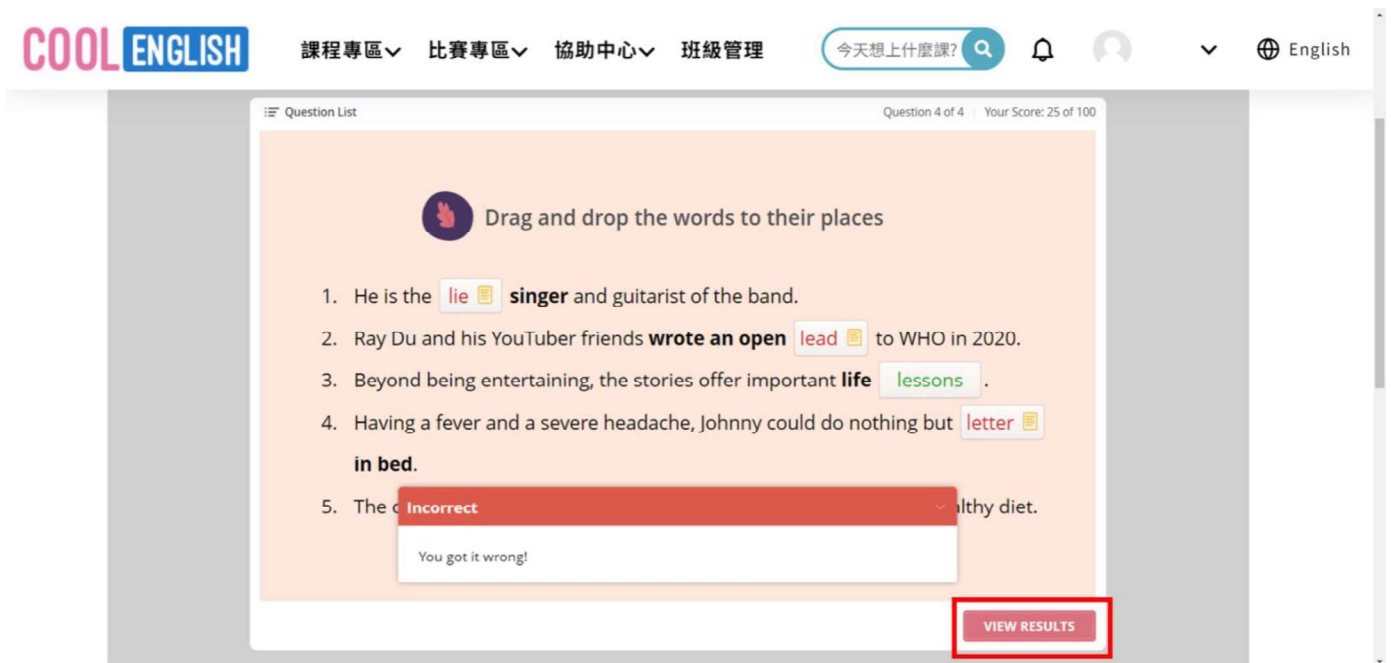 COOL ENGLISH 課程專區 比賽專區 協助中心 班級管理 今天想上什麼課? English
Question List Question 4 of 4 Your Score: 25 of 100
Drag and drop the words to their places
1. He is the lie singer and guitarist of the band.
2. Ray Du and his YouTuber friends wrote an open lead to WHO in 2020.
3. Beyond being entertaining, the stories offer important life lessons .
4. Having a fever and a severe headache, Johnny could do nothing but letter
in bed.
5. The Incorrect diet.
You got it wrong!
VIEW RESULTS